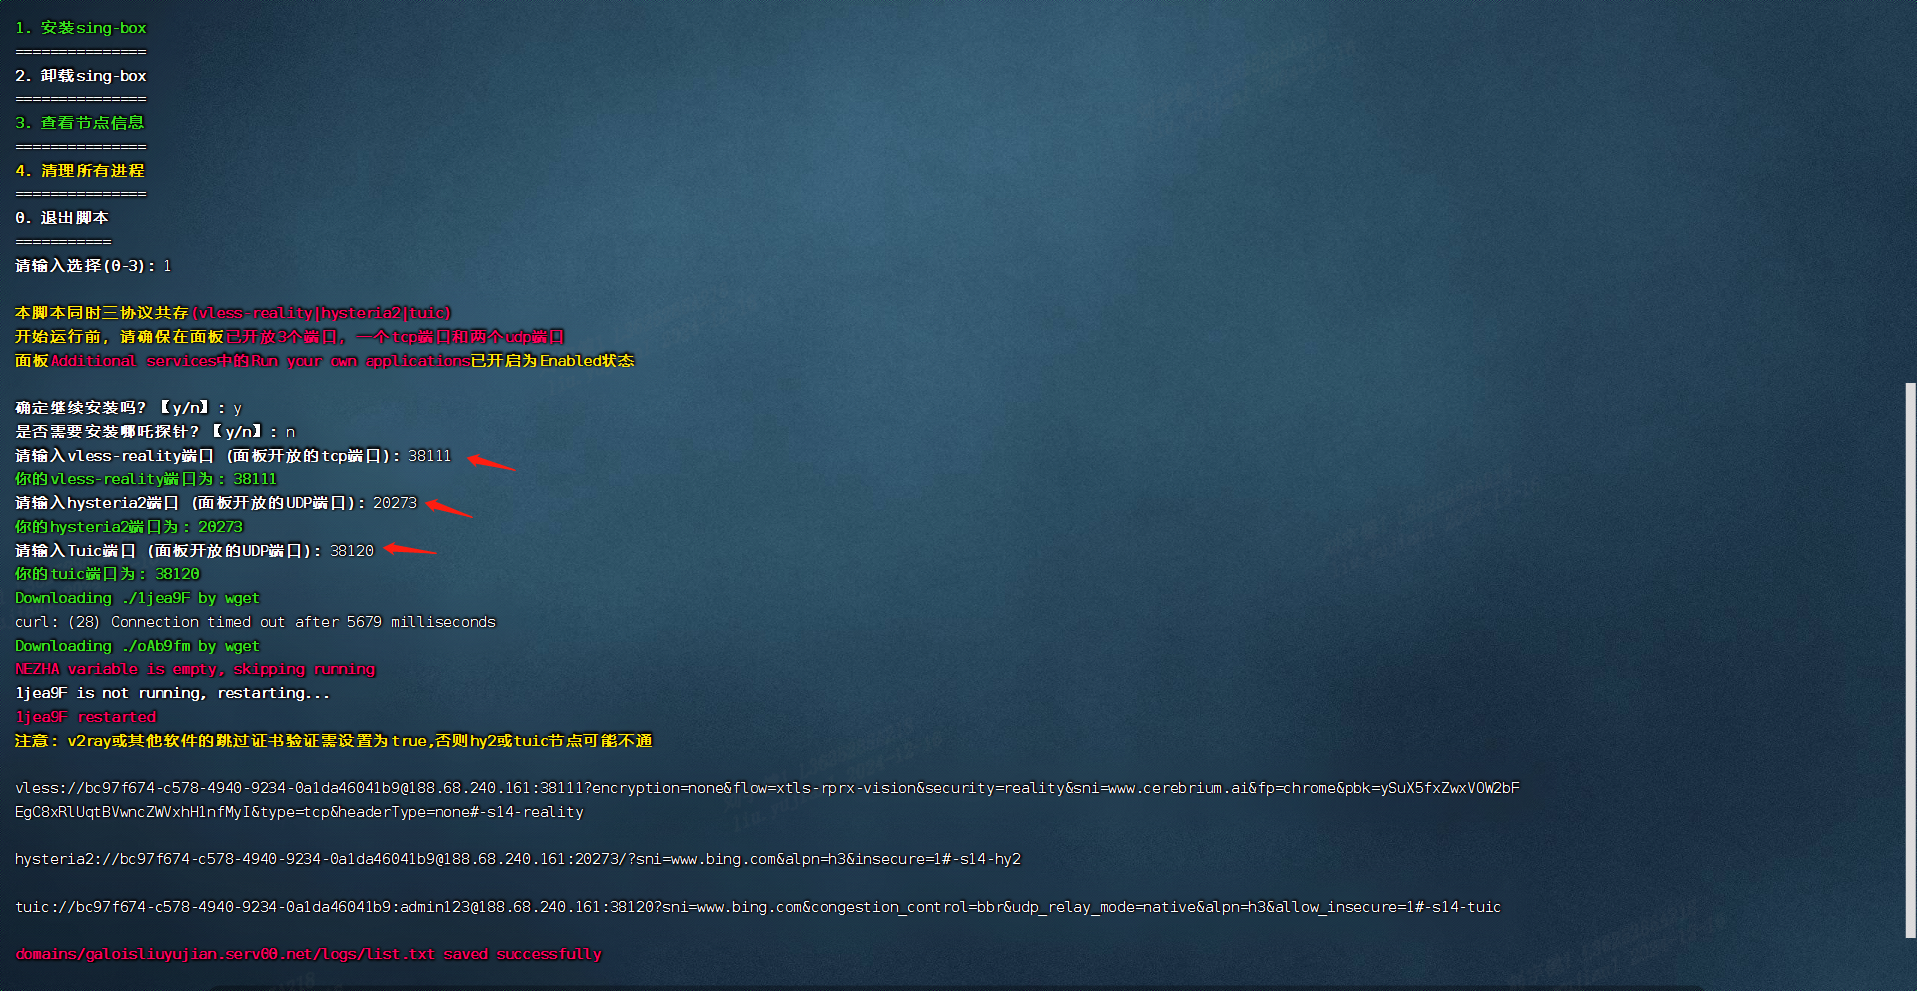 1. 安装sing-box
===============
2. 卸载sing-box
===============
3. 查看节点信息
===============
4. 清理所有进程
===============
0. 退出脚本
===========
请输入选择(0-3): 1
本脚本同时三协议共存(vless-reality|hysteria2|tuic)
开始运行前，请确保在面板已开放3个端口，一个tcp端口和两个udp端口
面板Additional services中的Run your own applications已开启为Enabled状态
确定继续安装吗？【y/n】: y
是否需要安装哪吒探针？【y/n】: n
请输入vless-reality端口 (面板开放的tcp端口): 38111
你的vless-reality端口为: 38111
请输入hysteria2端口 (面板开放的UDP端口): 20273
你的hysteria2端口为: 20273
请输入Tuic端口 (面板开放的UDP端口): 38120
你的tuic端口为: 38120
Downloading ./1jea9F by wget
curl: (28) Connection timed out after 5679 milliseconds
Downloading ./oAb9fm by wget
NEZHA variable is empty, skipping running
1jea9F is not running, restarting...
1jea9F restarted
注意: v2ray或其他软件的跳过证书验证需设置为true,否则hy2或tuic节点可能不通
vless://bc97f674-c578-4940-9234-0a1da46041b9@188.68.240.161:38111?encryption=none&flow=xtls-rprx-vision&security=reality&sni=www.cerebrium.ai&fp=chrome&pbk=ySuX5fxZwxVOW2bF
EgC8xRlUqtBVwncZWVxhH1nfMyI&type=tcp&headerType=none#-s14-reality
hysteria2://bc97f674-c578-4940-9234-0a1da46041b9@188.68.240.161:20273/?sni=www.bing.com&alpn=h3&insecure=1#-s14-hy2
tuic://bc97f674-c578-4940-9234-0a1da46041b9:admin123@188.68.240.161:38120?sni=www.bing.com&congestion_control=bbr&udp_relay_mode=native&alpn=h3&allow_insecure=1#-s14-tuic
domains/galoisliuyujian.serv00.net/logs/list.txt saved successfully